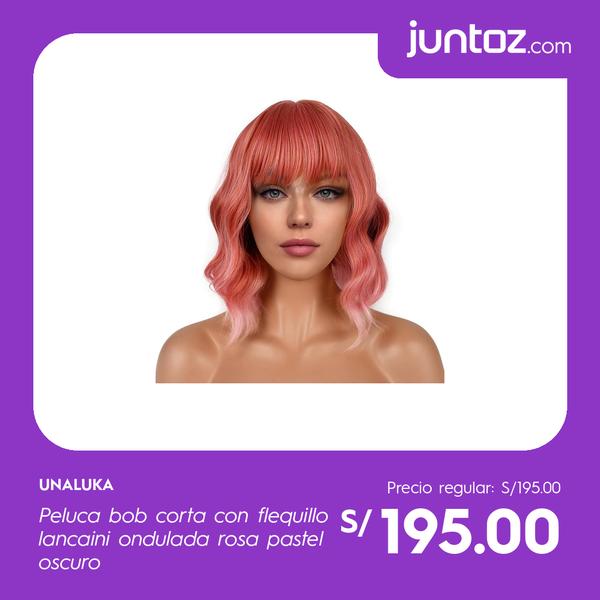 juntoz.com
UNALUKA
Peluca bob corta con flequillo
lancaini ondulada rosa pastel
oscuro
Precio regular: S/195.00
S/195.00